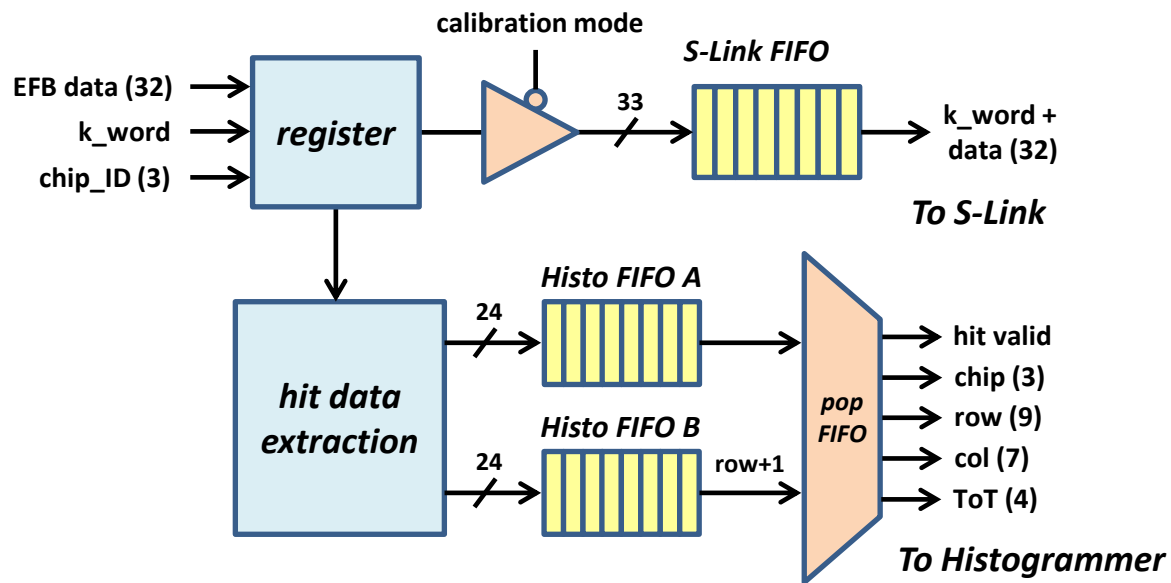 calibration mode
S-Link FIFO
EFB data (32)
k_word
chip_ID (3)
register
33
k_word +
data (32)
To S-Link
Histo FIFO A
24
hit data
extraction
Histo FIFO B
24
row+1
pop
FIFO
hit valid
chip (3)
row (9)
col (7)
ToT (4)
To Histogrammer